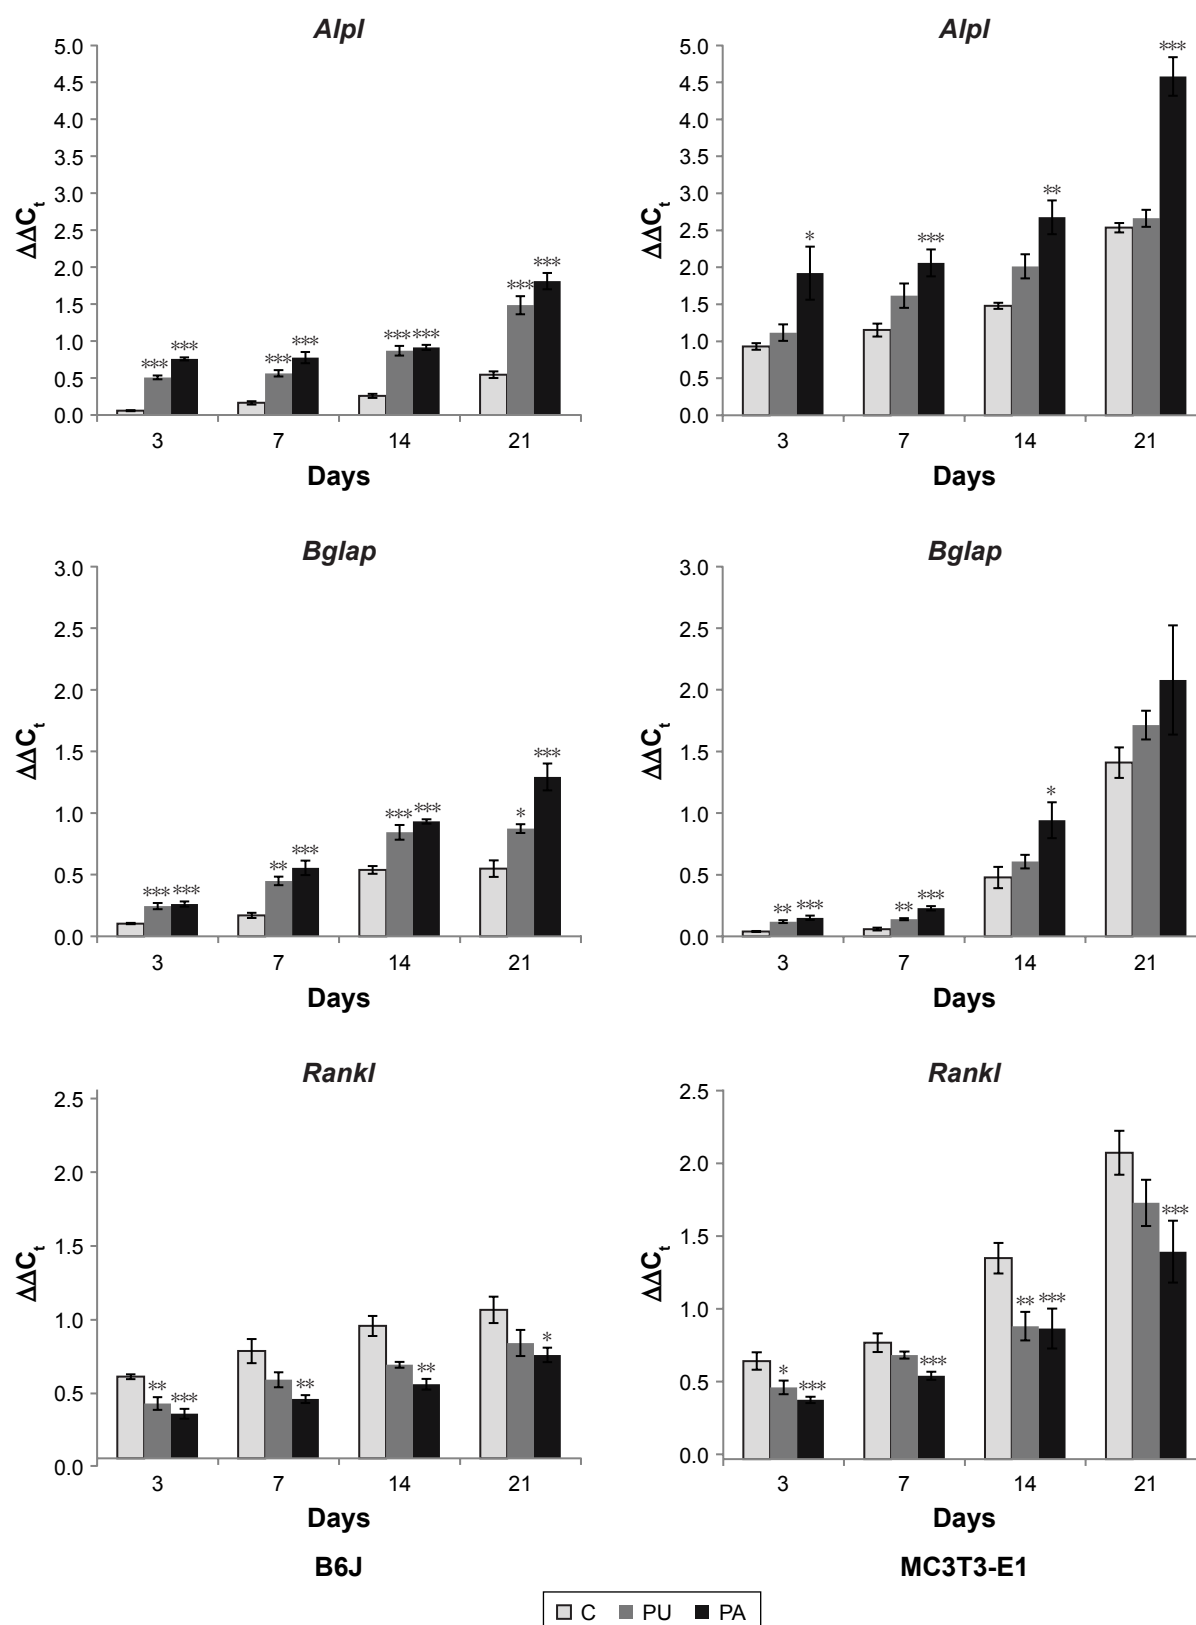 Alpl
5.0
4.5
4.0
3.5
3.0
2.5
2.0
1.5
1.0
0.5
0.0
ΔΔCt
*** *** *** *** *** *** *** ***
3 7 14 21
Days
Alpl
5.0
4.5
4.0
3.5
3.0
2.5
2.0
1.5
1.0
0.5
0.0
ΔΔCt
* *** ** ***
3 7 14 21
Days
Bglap
3.0
2.5
2.0
1.5
1.0
0.5
0.0
ΔΔCt
*** *** ** *** *** *** * ***
3 7 14 21
Days
Bglap
3.0
2.5
2.0
1.5
1.0
0.5
0.0
ΔΔCt
** *** ** *** *
3 7 14 21
Days
Rankl
2.5
2.0
1.5
1.0
0.5
0.0
ΔΔCt
** *** ** ** *
3 7 14 21
Days
B6J
Rankl
2.5
2.0
1.5
1.0
0.5
0.0
ΔΔCt
* *** *** ** *** ***
3 7 14 21
Days
MC3T3-E1
C PU PA